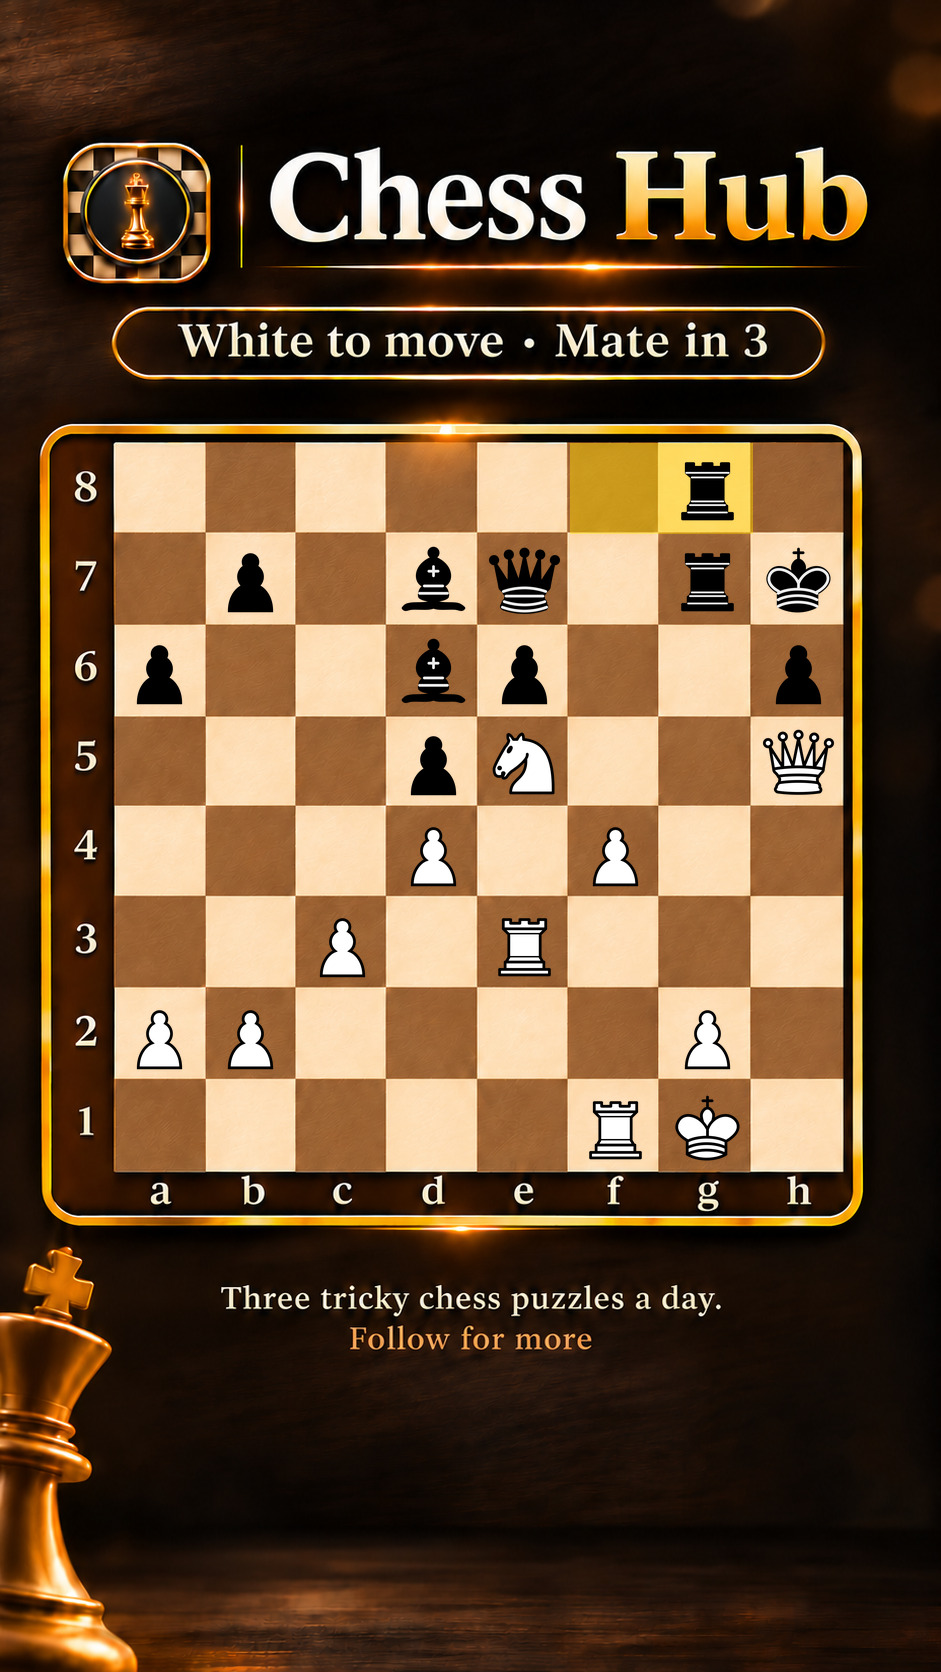 Chess Hub
White to move • Mate in 3
8
7
6
5
4
3
2
1
a b c d e f g h
Three tricky chess puzzles a day.
Follow for more